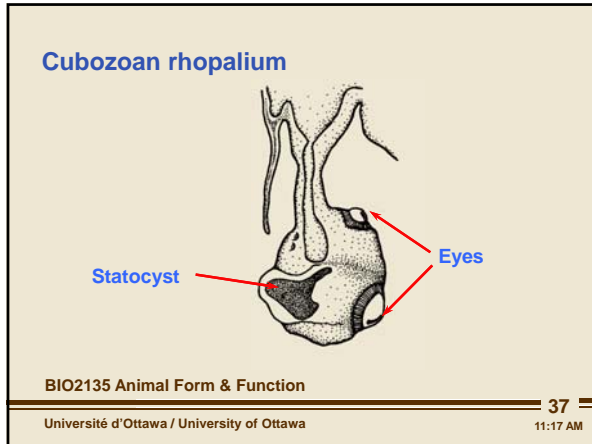 Cubozoan rhopalium
Eyes
Statocyst
BIO2135 Animal Form & Function
37
Université d'Ottawa / University of Ottawa
11:17 AM